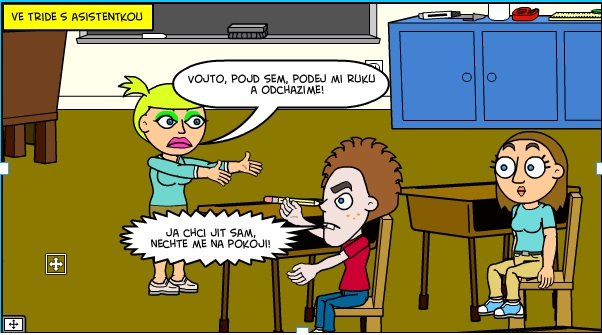 VE TRIDE S ASISTENTKOU
VOJTO, POJD SEM, PODEJ MI RUKU
A ODCHAZIME!
JA CHCI JIT SAM,
NECHTE ME NA POKOJI!